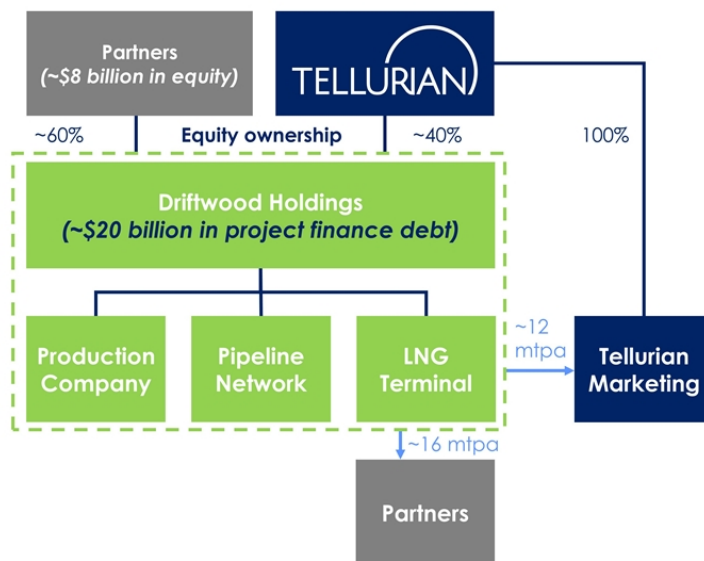 Partners
(~$8 billion in equity)
TELLURIAN
~60%
Equity ownership
~40%
100%
Driftwood Holdings
(~$20 billion in project finance debt)
Production
Company
Pipeline
Network
LNG
Terminal
~12
mtpa
Tellurian
Marketing
~16 mtpa
Partners